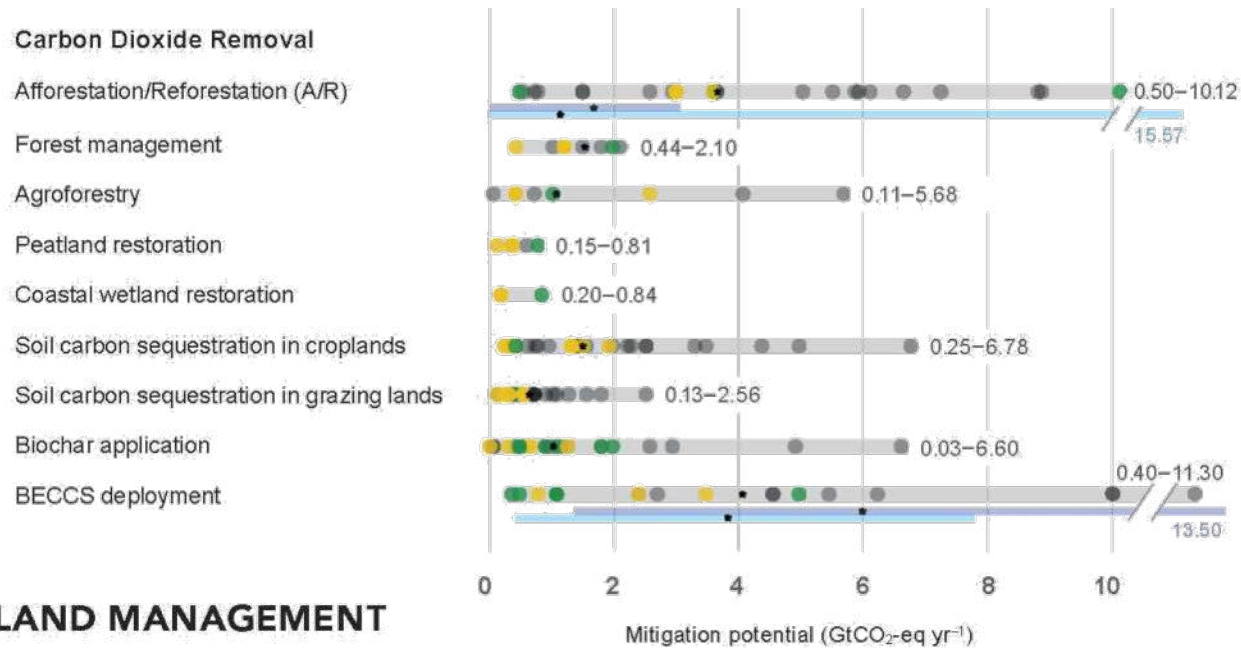 Carbon Dioxide Removal
Afforestation/Reforestation (A/R)
0.50–10.12
15.57
Forest management
0.44–2.10
Agroforestry
0.11–5.68
Peatland restoration
0.15–0.81
Coastal wetland restoration
0.20–0.84
Soil carbon sequestration in croplands
0.25–6.78
Soil carbon sequestration in grazing lands
0.13–2.56
Biochar application
0.03–6.60
BECCS deployment
0.40–11.30
13.50
0 2 4 6 8 10
LAND MANAGEMENT
Mitigation potential (GtCO₂-eq yr⁻¹)